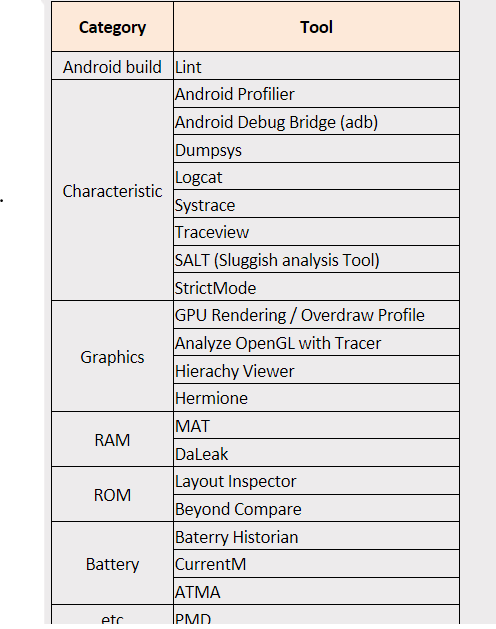 Category Tool
Android build Lint
Characteristic
Android Profilier
Android Debug Bridge (adb)
Dumpsys
Logcat
Systrace
Traceview
SALT (Sluggish analysis Tool)
StrictMode
Graphics
GPU Rendering / Overdraw Profile
Analyze OpenGL with Tracer
Hierachy Viewer
Hermione
RAM
MAT
DaLeak
ROM
Layout Inspector
Beyond Compare
Battery
Baterry Historian
CurrentM
ATMA
etc PMD